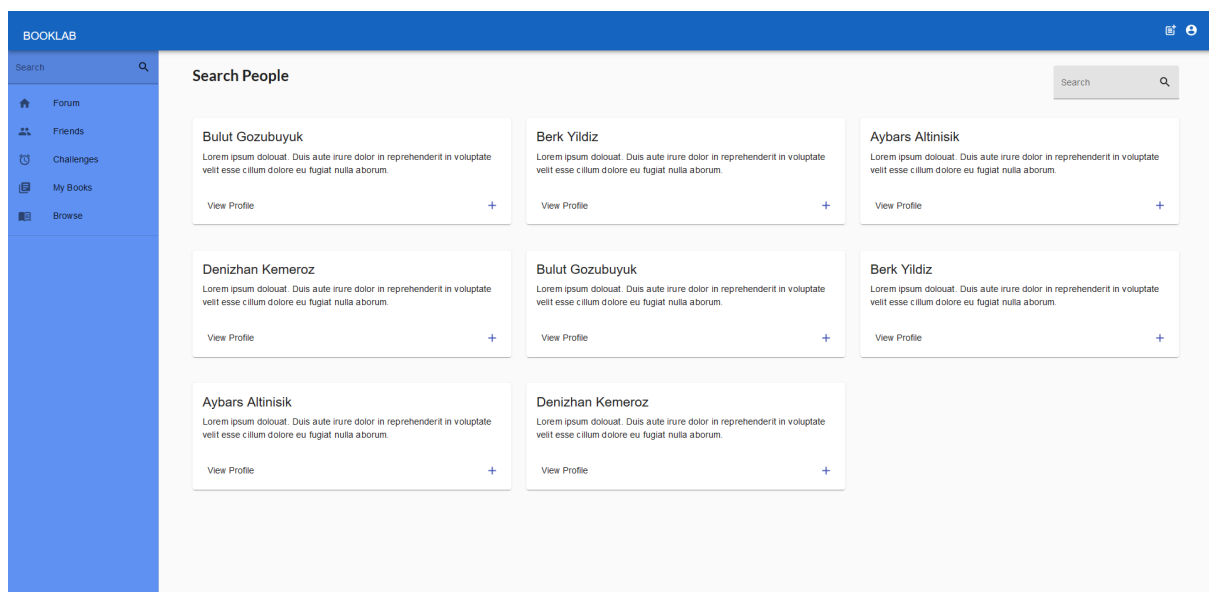 BOOKLAB
Search
Forum
Friends
Challenges
My Books
Browse
Search People
Search
Bulut Gozubuyuk
Lorem ipsum dolouat. Duis aute irure dolor in reprehenderit in voluptate
velit esse cillum dolore eu fugiat nulla aborum.
View Profile
Berk Yildiz
Lorem ipsum dolouat. Duis aute irure dolor in reprehenderit in voluptate
velit esse cillum dolore eu fugiat nulla aborum.
View Profile
Aybars Altinisik
Lorem ipsum dolouat. Duis aute irure dolor in reprehenderit in voluptate
velit esse cillum dolore eu fugiat nulla aborum.
View Profile
Denizhan Kemeroz
Lorem ipsum dolouat. Duis aute irure dolor in reprehenderit in voluptate
velit esse cillum dolore eu fugiat nulla aborum.
View Profile
Bulut Gozubuyuk
Lorem ipsum dolouat. Duis aute irure dolor in reprehenderit in voluptate
velit esse cillum dolore eu fugiat nulla aborum.
View Profile
Berk Yildiz
Lorem ipsum dolouat. Duis aute irure dolor in reprehenderit in voluptate
velit esse cillum dolore eu fugiat nulla aborum.
View Profile
Aybars Altinisik
Lorem ipsum dolouat. Duis aute irure dolor in reprehenderit in voluptate
velit esse cillum dolore eu fugiat nulla aborum.
View Profile
Denizhan Kemeroz
Lorem ipsum dolouat. Duis aute irure dolor in reprehenderit in voluptate
velit esse cillum dolore eu fugiat nulla aborum.
View Profile